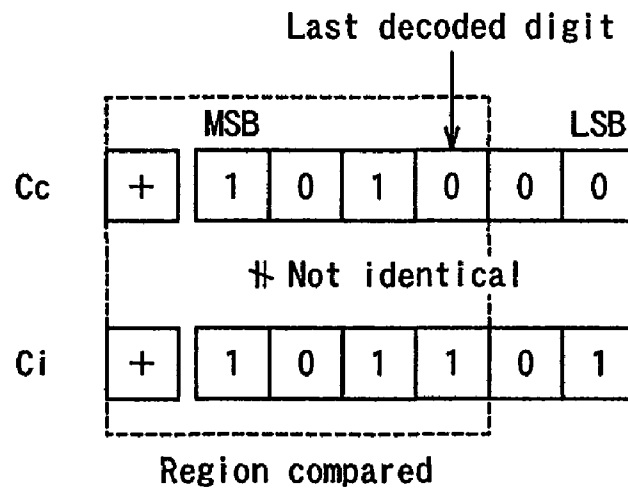 Last decoded digit
MSB LSB
Cc + 1 0 1 0 0 0
≠ Not identical
Ci + 1 0 1 1 0 1
Region compared